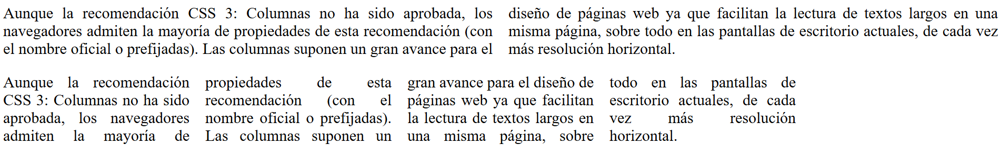 Aunque la recomendación CSS 3: Columnas no ha sido aprobada, los
navegadores admiten la mayoría de propiedades de esta recomendación (con
el nombre oficial o prefijadas). Las columnas suponen un gran avance para el
diseño de páginas web ya que facilitan la lectura de textos largos en una
misma página, sobre todo en las pantallas de escritorio actuales, de cada vez
más resolución horizontal.
Aunque la recomendación
CSS 3: Columnas no ha sido
aprobada, los navegadores
admiten la mayoría de
propiedades de esta
recomendación (con el
nombre oficial o prefijadas).
Las columnas suponen un
gran avance para el diseño de
páginas web ya que facilitan
la lectura de textos largos en
una misma página, sobre
todo en las pantallas de
escritorio actuales, de cada
vez más resolución
horizontal.